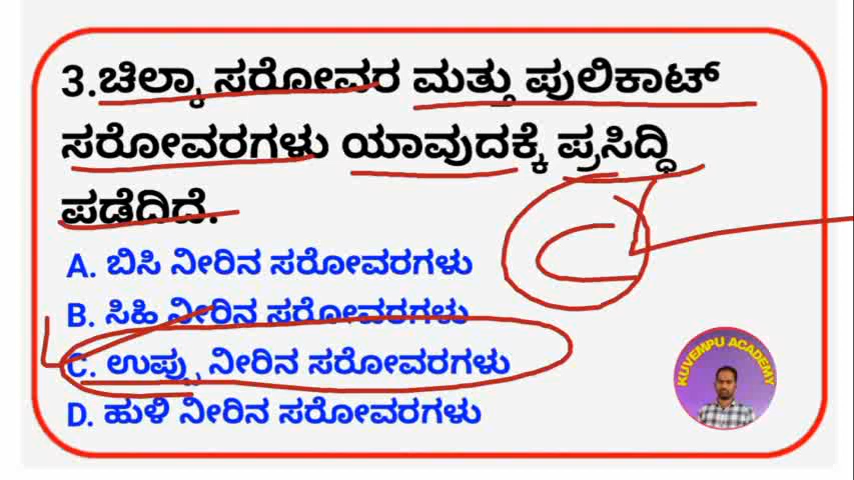 3.ಚಿಲ್ಕಾ ಸರೋವರ ಮತ್ತು ಪುಲಿಕಾಟ್
ಸರೋವರಗಳು ಯಾವುದಕ್ಕೆ ಪ್ರಸಿದ್ಧಿ
ಪಡೆದಿದೆ.
A. ಬಿಸಿ ನೀರಿನ ಸರೋವರಗಳು
B. ಸಿಹಿ ನೀರಿನ ಸರೋವರಗಳು
C. ಉಪ್ಪು ನೀರಿನ ಸರೋವರಗಳು
D. ಹುಳಿ ನೀರಿನ ಸರೋವರಗಳು
KUVEMPU ACADEMY